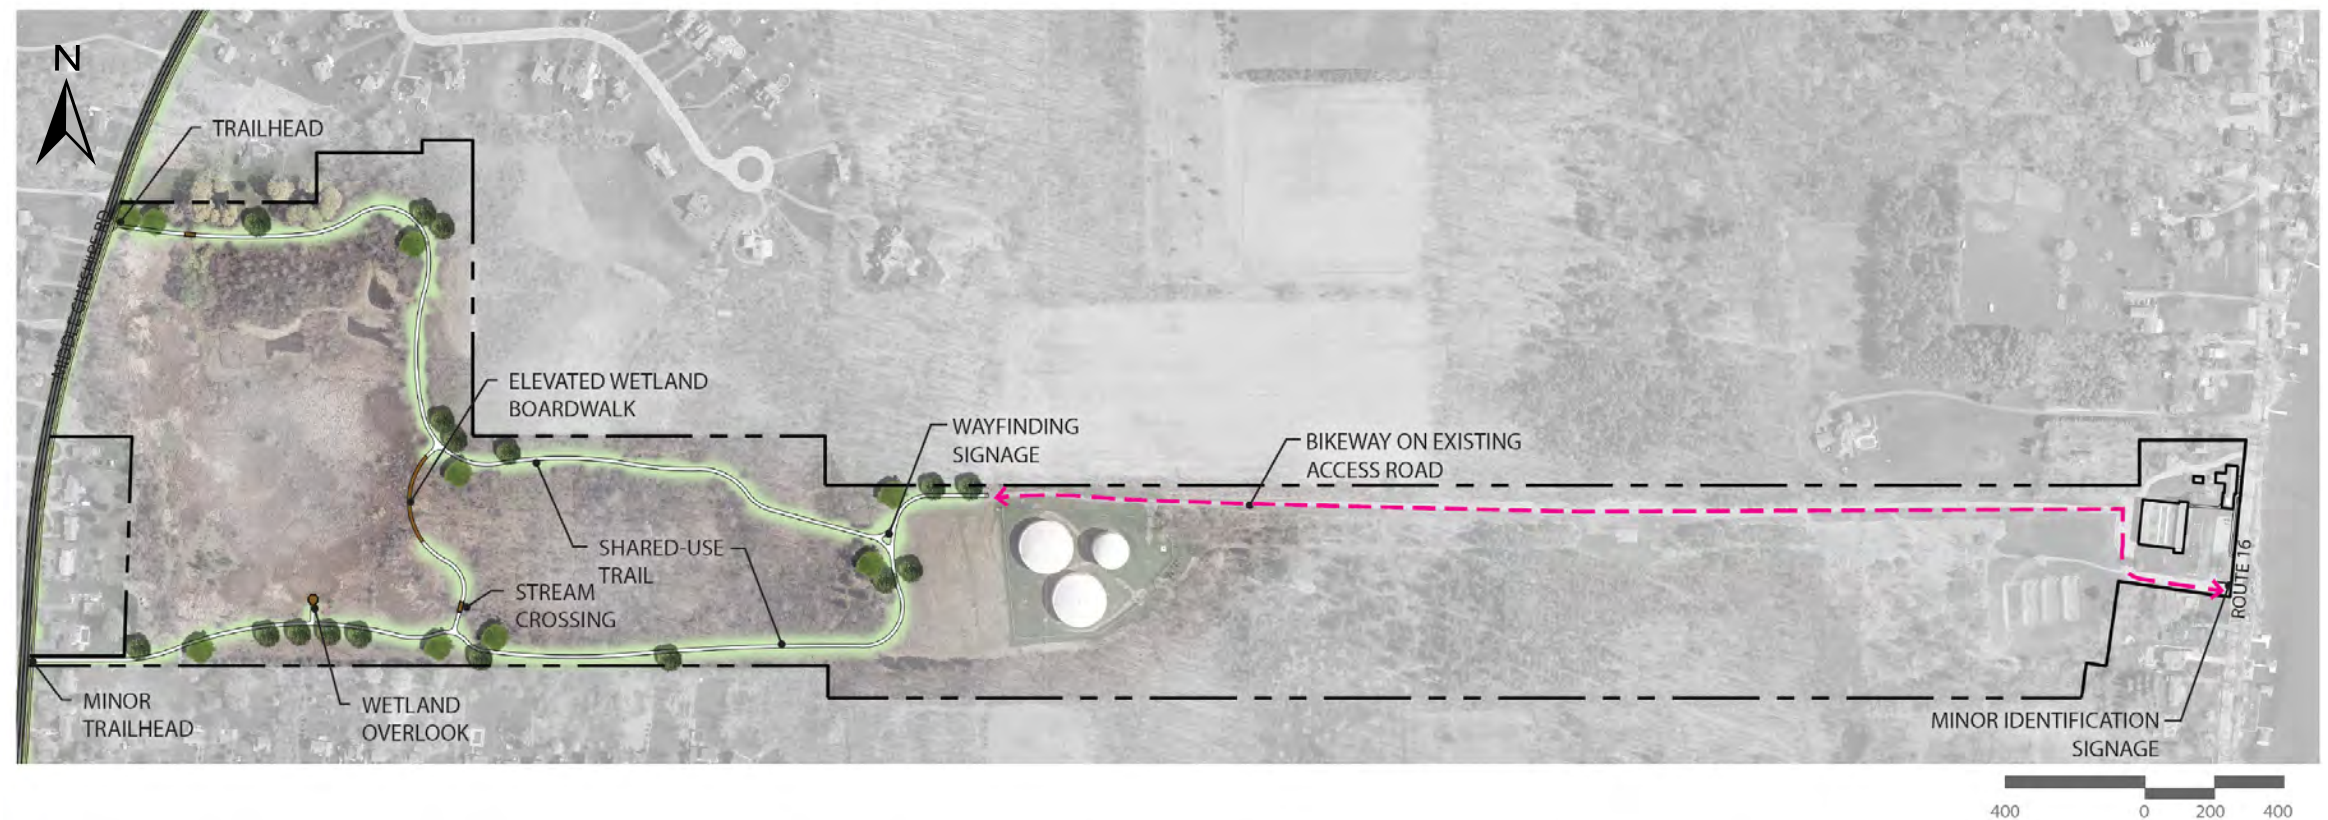 N
TRAILHEAD
ELEVATED WETLAND
BOARDWALK
WAYFINDING
SIGNAGE
BIKEWAY ON EXISTING
ACCESS ROAD
SHARED-USE
TRAIL
STREAM
CROSSING
ROUTE 16
MINOR
TRAILHEAD
WETLAND
OVERLOOK
MINOR IDENTIFICATION
SIGNAGE
400 0 200 400